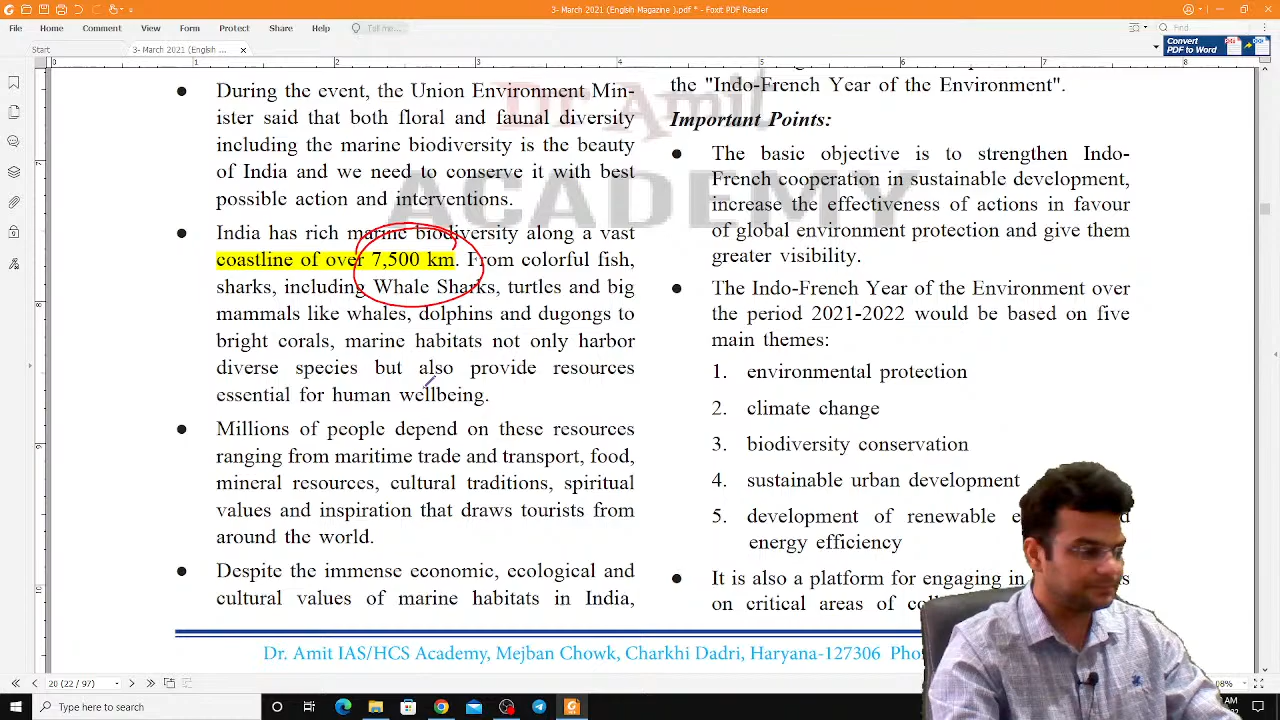 3- March 2021 (Englsih Magazine ).pdf * - Foxit PDF Reader
File Home Comment View Form Protect Share Help Tell me... Find
Start 3- March 2021 (English ...
Convert
PDF to Word
During the event, the Union Environment Min-
ister said that both floral and faunal diversity
including the marine biodiversity is the beauty
of India and we need to conserve it with best
possible action and interventions.
India has rich marine biodiversity along a vast
coastline of over 7,500 km. From colorful fish,
sharks, including Whale Sharks, turtles and big
mammals like whales, dolphins and dugongs to
bright corals, marine habitats not only harbor
diverse species but also provide resources
essential for human wellbeing.
Millions of people depend on these resources
ranging from maritime trade and transport, food,
mineral resources, cultural traditions, spiritual
values and inspiration that draws tourists from
around the world.
Despite the immense economic, ecological and
cultural values of marine habitats in India,
the "Indo-French Year of the Environment".
Important Points:
The basic objective is to strengthen Indo-
French cooperation in sustainable development,
increase the effectiveness of actions in favour
of global environment protection and give them
greater visibility.
The Indo-French Year of the Environment over
the period 2021-2022 would be based on five
main themes:
1. environmental protection
2. climate change
3. biodiversity conservation
4. sustainable urban development
5. development of renewable
energy efficiency
It is also a platform for engaging in
on critical areas of
Dr Amit
ACADEMY
Dr. Amit IAS/HCS Academy, Mejban Chowk, Charkhi Dadri, Haryana-127306
20 (22 / 97)
Type here to search